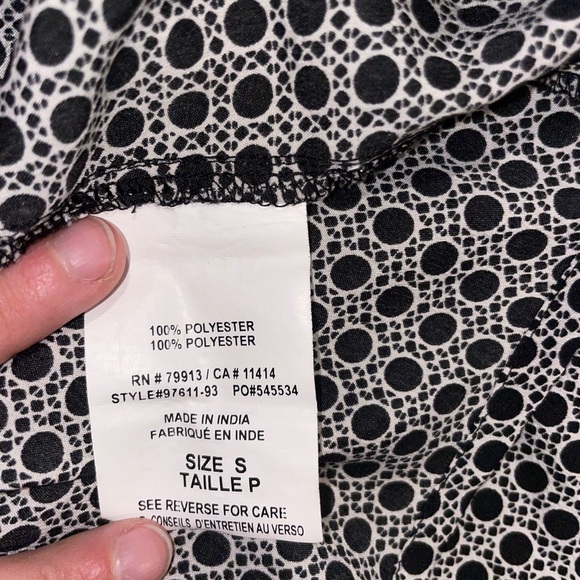 100% POLYESTER
100% POLYESTER
RN # 79913 / CA # 11414
STYLE#97611-93 PO#545534
MADE IN INDIA
FABRIQUÉ EN INDE
SIZE S
TAILLE P
SEE REVERSE FOR CARE
CONSEILS D'ENTRETIEN AU VERSO